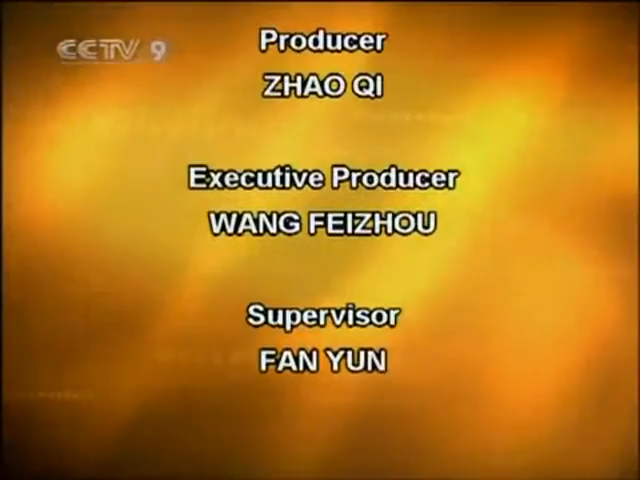 CCTV 9
Producer
ZHAO QI
Executive Producer
WANG FEIZHOU
Supervisor
FAN YUN